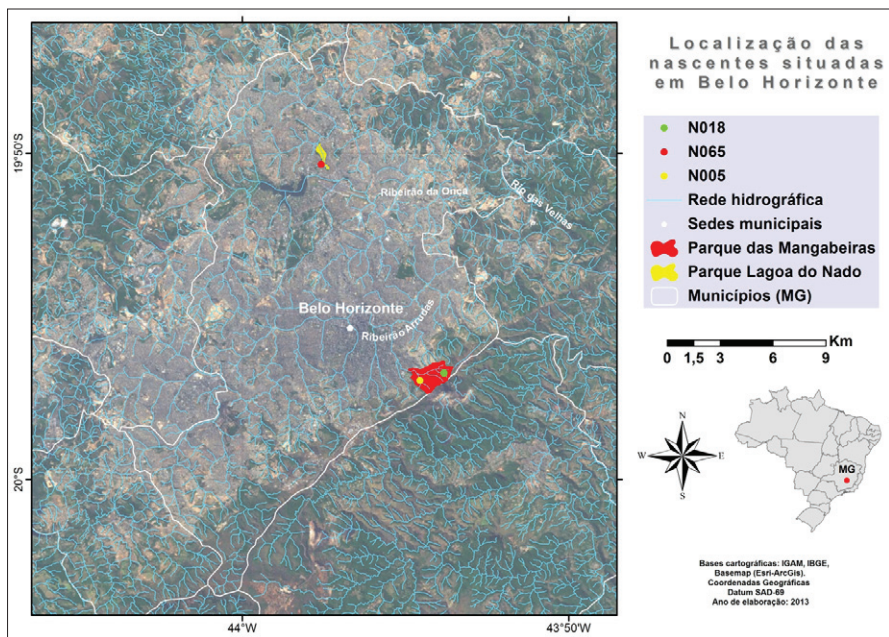 Localização das
nascentes situadas
em Belo Horizonte
N018
N065
N005
Rede hidrográfica
Sedes municipais
Parque das Mangabeiras
Parque Lagoa do Nado
Municípios (MG)
Km
0 1,5 3 6 9
N
W E
S
MG
Bases cartográficas: IGAM, IBGE,
Basemap (Esri-ArcGis).
Coordenadas Geográficas
Datum SAD-69
Ano de elaboração: 2013
19°50'S
20°S
44°W
43°50'W
Ribeirão da Onça
Rio das Velhas
Belo Horizonte
Ribeirão Arrudas